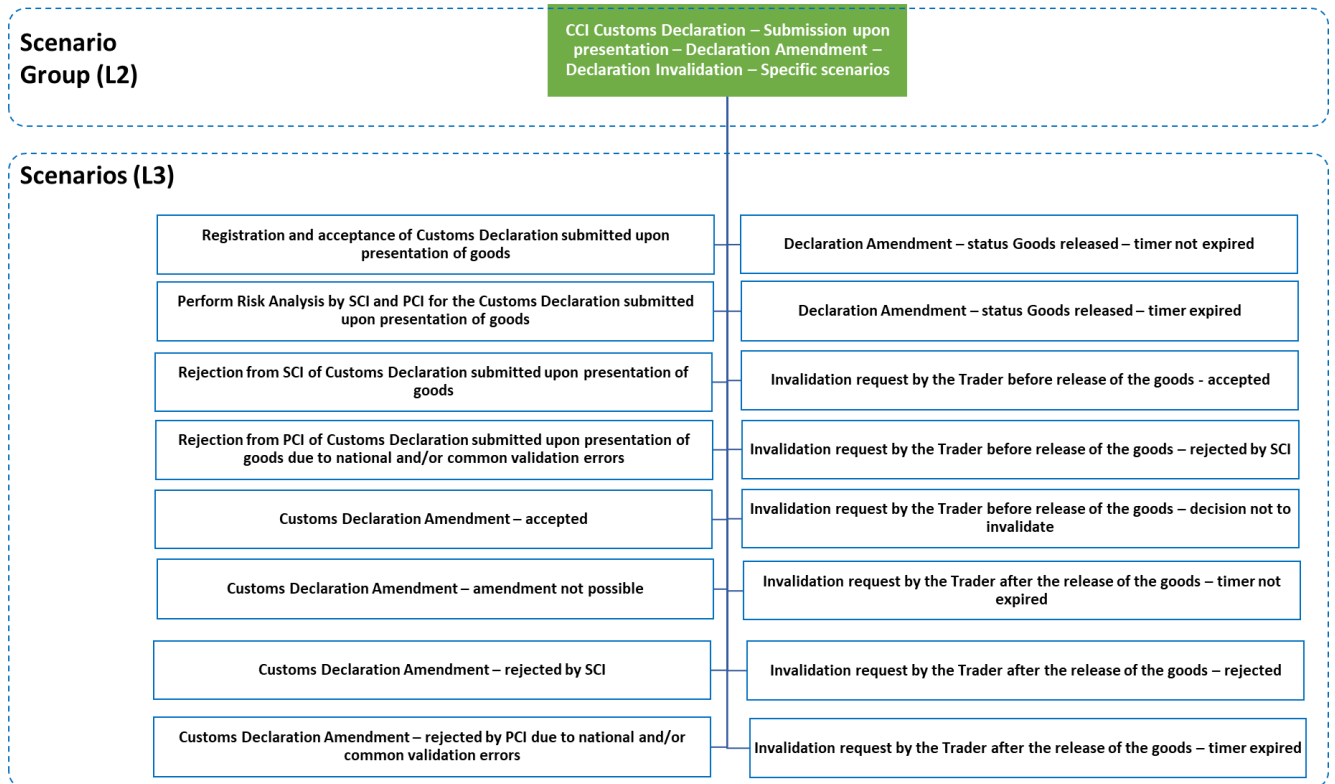 Scenario
Group (L2)
CCI Customs Declaration – Submission upon
presentation – Declaration Amendment –
Declaration Invalidation – Specific scenarios
Scenarios (L3)
Registration and acceptance of Customs Declaration submitted upon
presentation of goods
Perform Risk Analysis by SCI and PCI for the Customs Declaration submitted
upon presentation of goods
Rejection from SCI of Customs Declaration submitted upon presentation of
goods
Rejection from PCI of Customs Declaration submitted upon presentation of
goods due to national and/or common validation errors
Customs Declaration Amendment – accepted
Customs Declaration Amendment – amendment not possible
Customs Declaration Amendment – rejected by SCI
Customs Declaration Amendment – rejected by PCI due to national and/or
common validation errors
Declaration Amendment – status Goods released – timer not expired
Declaration Amendment – status Goods released – timer expired
Invalidation request by the Trader before release of the goods - accepted
Invalidation request by the Trader before release of the goods – rejected by SCI
Invalidation request by the Trader before release of the goods – decision not to
invalidate
Invalidation request by the Trader after the release of the goods – timer not
expired
Invalidation request by the Trader after the release of the goods – rejected
Invalidation request by the Trader after the release of the goods – timer expired